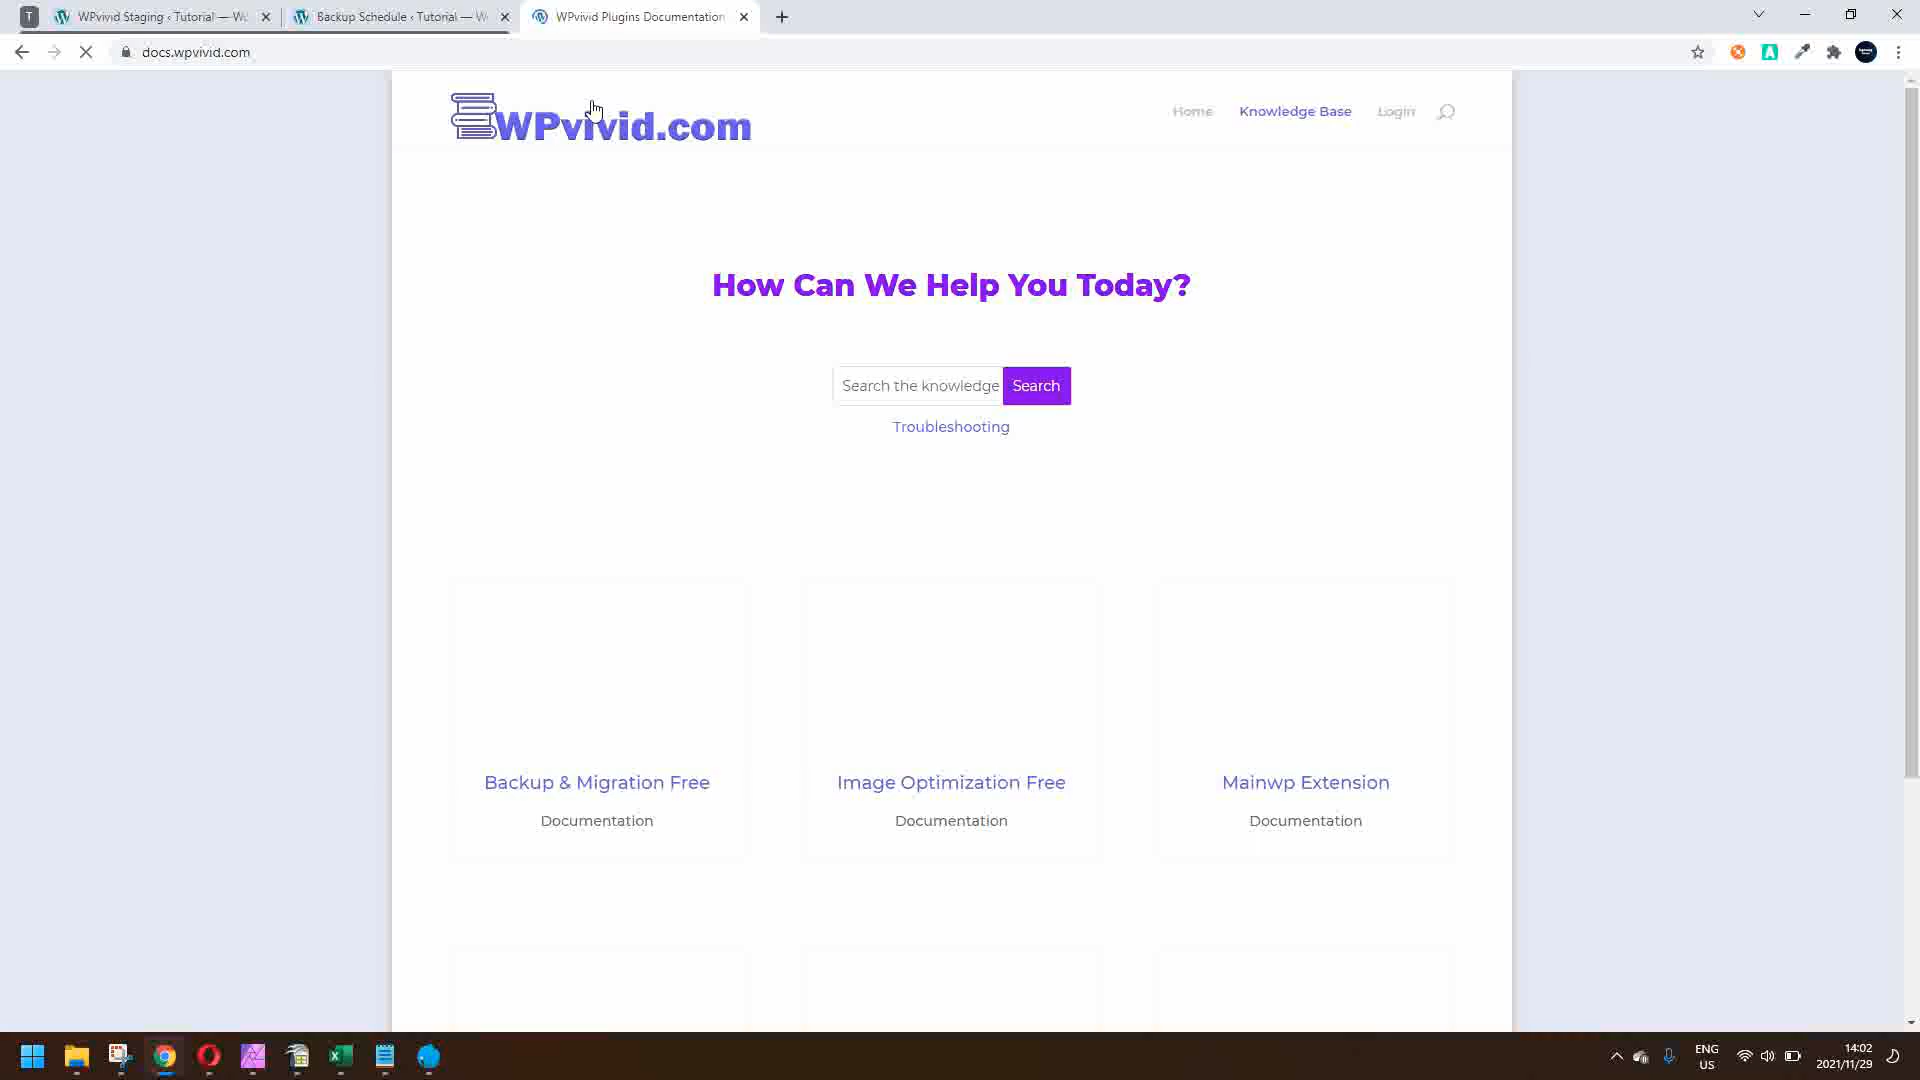 T
WPvivid Staging ‹ Tutorial — Wo
Backup Schedule ‹ Tutorial — W
WPvivid Plugins Documentation
docs.wpvivid.com
A
WPvivid.com
Home
Knowledge Base
Login
How Can We Help You Today?
Search the knowledge
Search
Troubleshooting
Backup & Migration Free
Image Optimization Free
Mainwp Extension
Documentation
Documentation
Documentation
ENG
US
14:02
2021/11/29